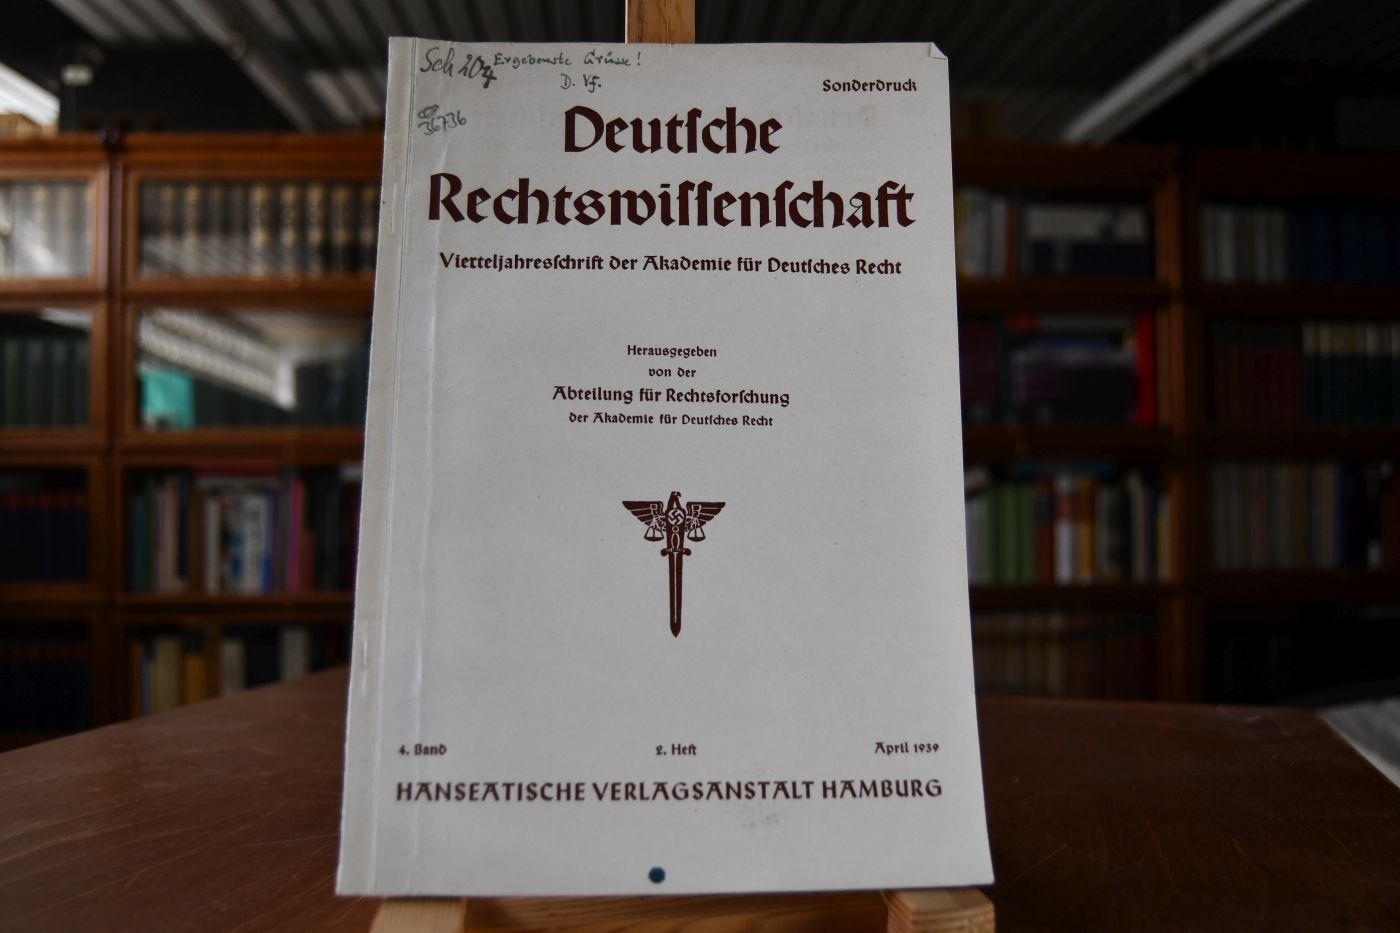 Sch 204 Ergebenste Grüsse!
D. Vf.
36736
Sonderdruck
Deutſche
Rechtswiſſenſchaft
Vierteljahresſchrift der Akademie für Deutſches Recht
Herausgegeben
von der
Abteilung für Rechtsforſchung
der Akademie für Deutſches Recht
4. Band 2. Heft April 1939
HANSEATISCHE VERLAGSANSTALT HAMBURG